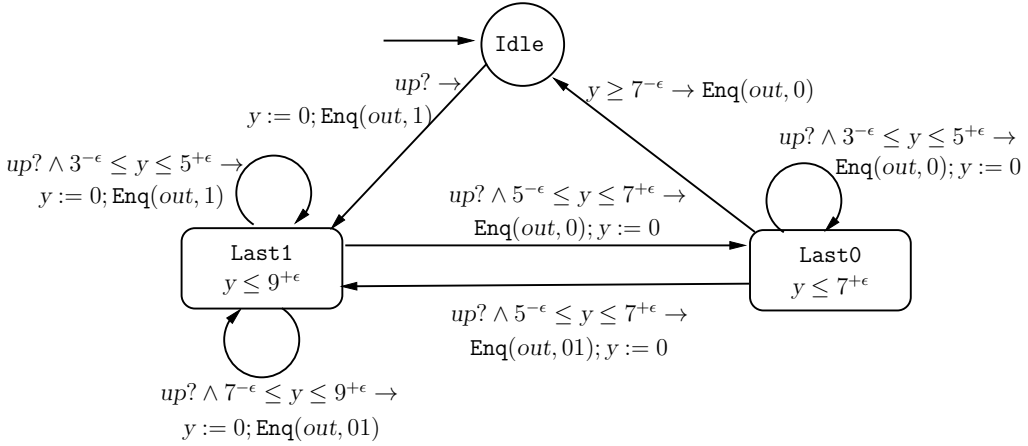 Idle
up? →
y := 0; Enq(out, 1)
y ≥ 7^{-ϵ} → Enq(out, 0)
up? ∧ 3^{-ϵ} ≤ y ≤ 5^{+ϵ} →
y := 0; Enq(out, 1)
up? ∧ 3^{-ϵ} ≤ y ≤ 5^{+ϵ} →
Enq(out, 0); y := 0
up? ∧ 5^{-ϵ} ≤ y ≤ 7^{+ϵ} →
Enq(out, 0); y := 0
Last1
y ≤ 9^{+ϵ}
Last0
y ≤ 7^{+ϵ}
up? ∧ 5^{-ϵ} ≤ y ≤ 7^{+ϵ} →
Enq(out, 01); y := 0
up? ∧ 7^{-ϵ} ≤ y ≤ 9^{+ϵ} →
y := 0; Enq(out, 01)